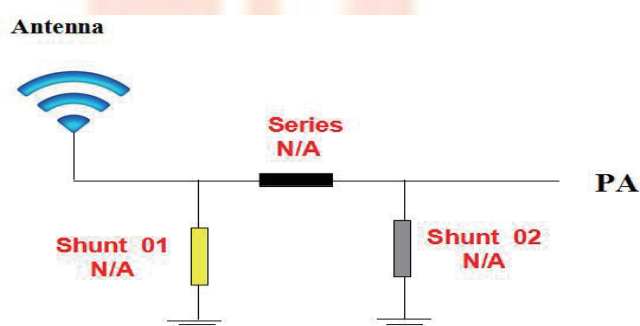 Antenna
Series
N/A
PA
Shunt 01
N/A
Shunt 02
N/A